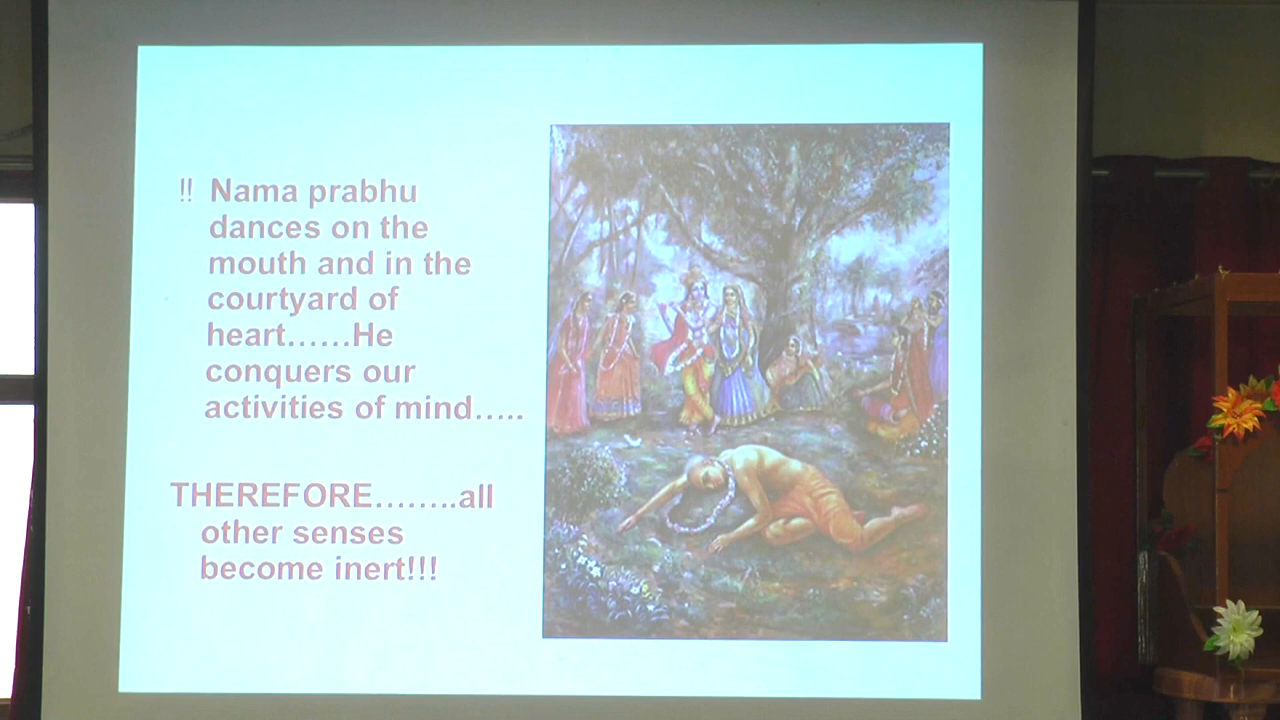 !! Nama prabhu
dances on the
mouth and in the
courtyard of
heart……He
conquers our
activities of mind…..
THEREFORE……..all
other senses
become inert!!!